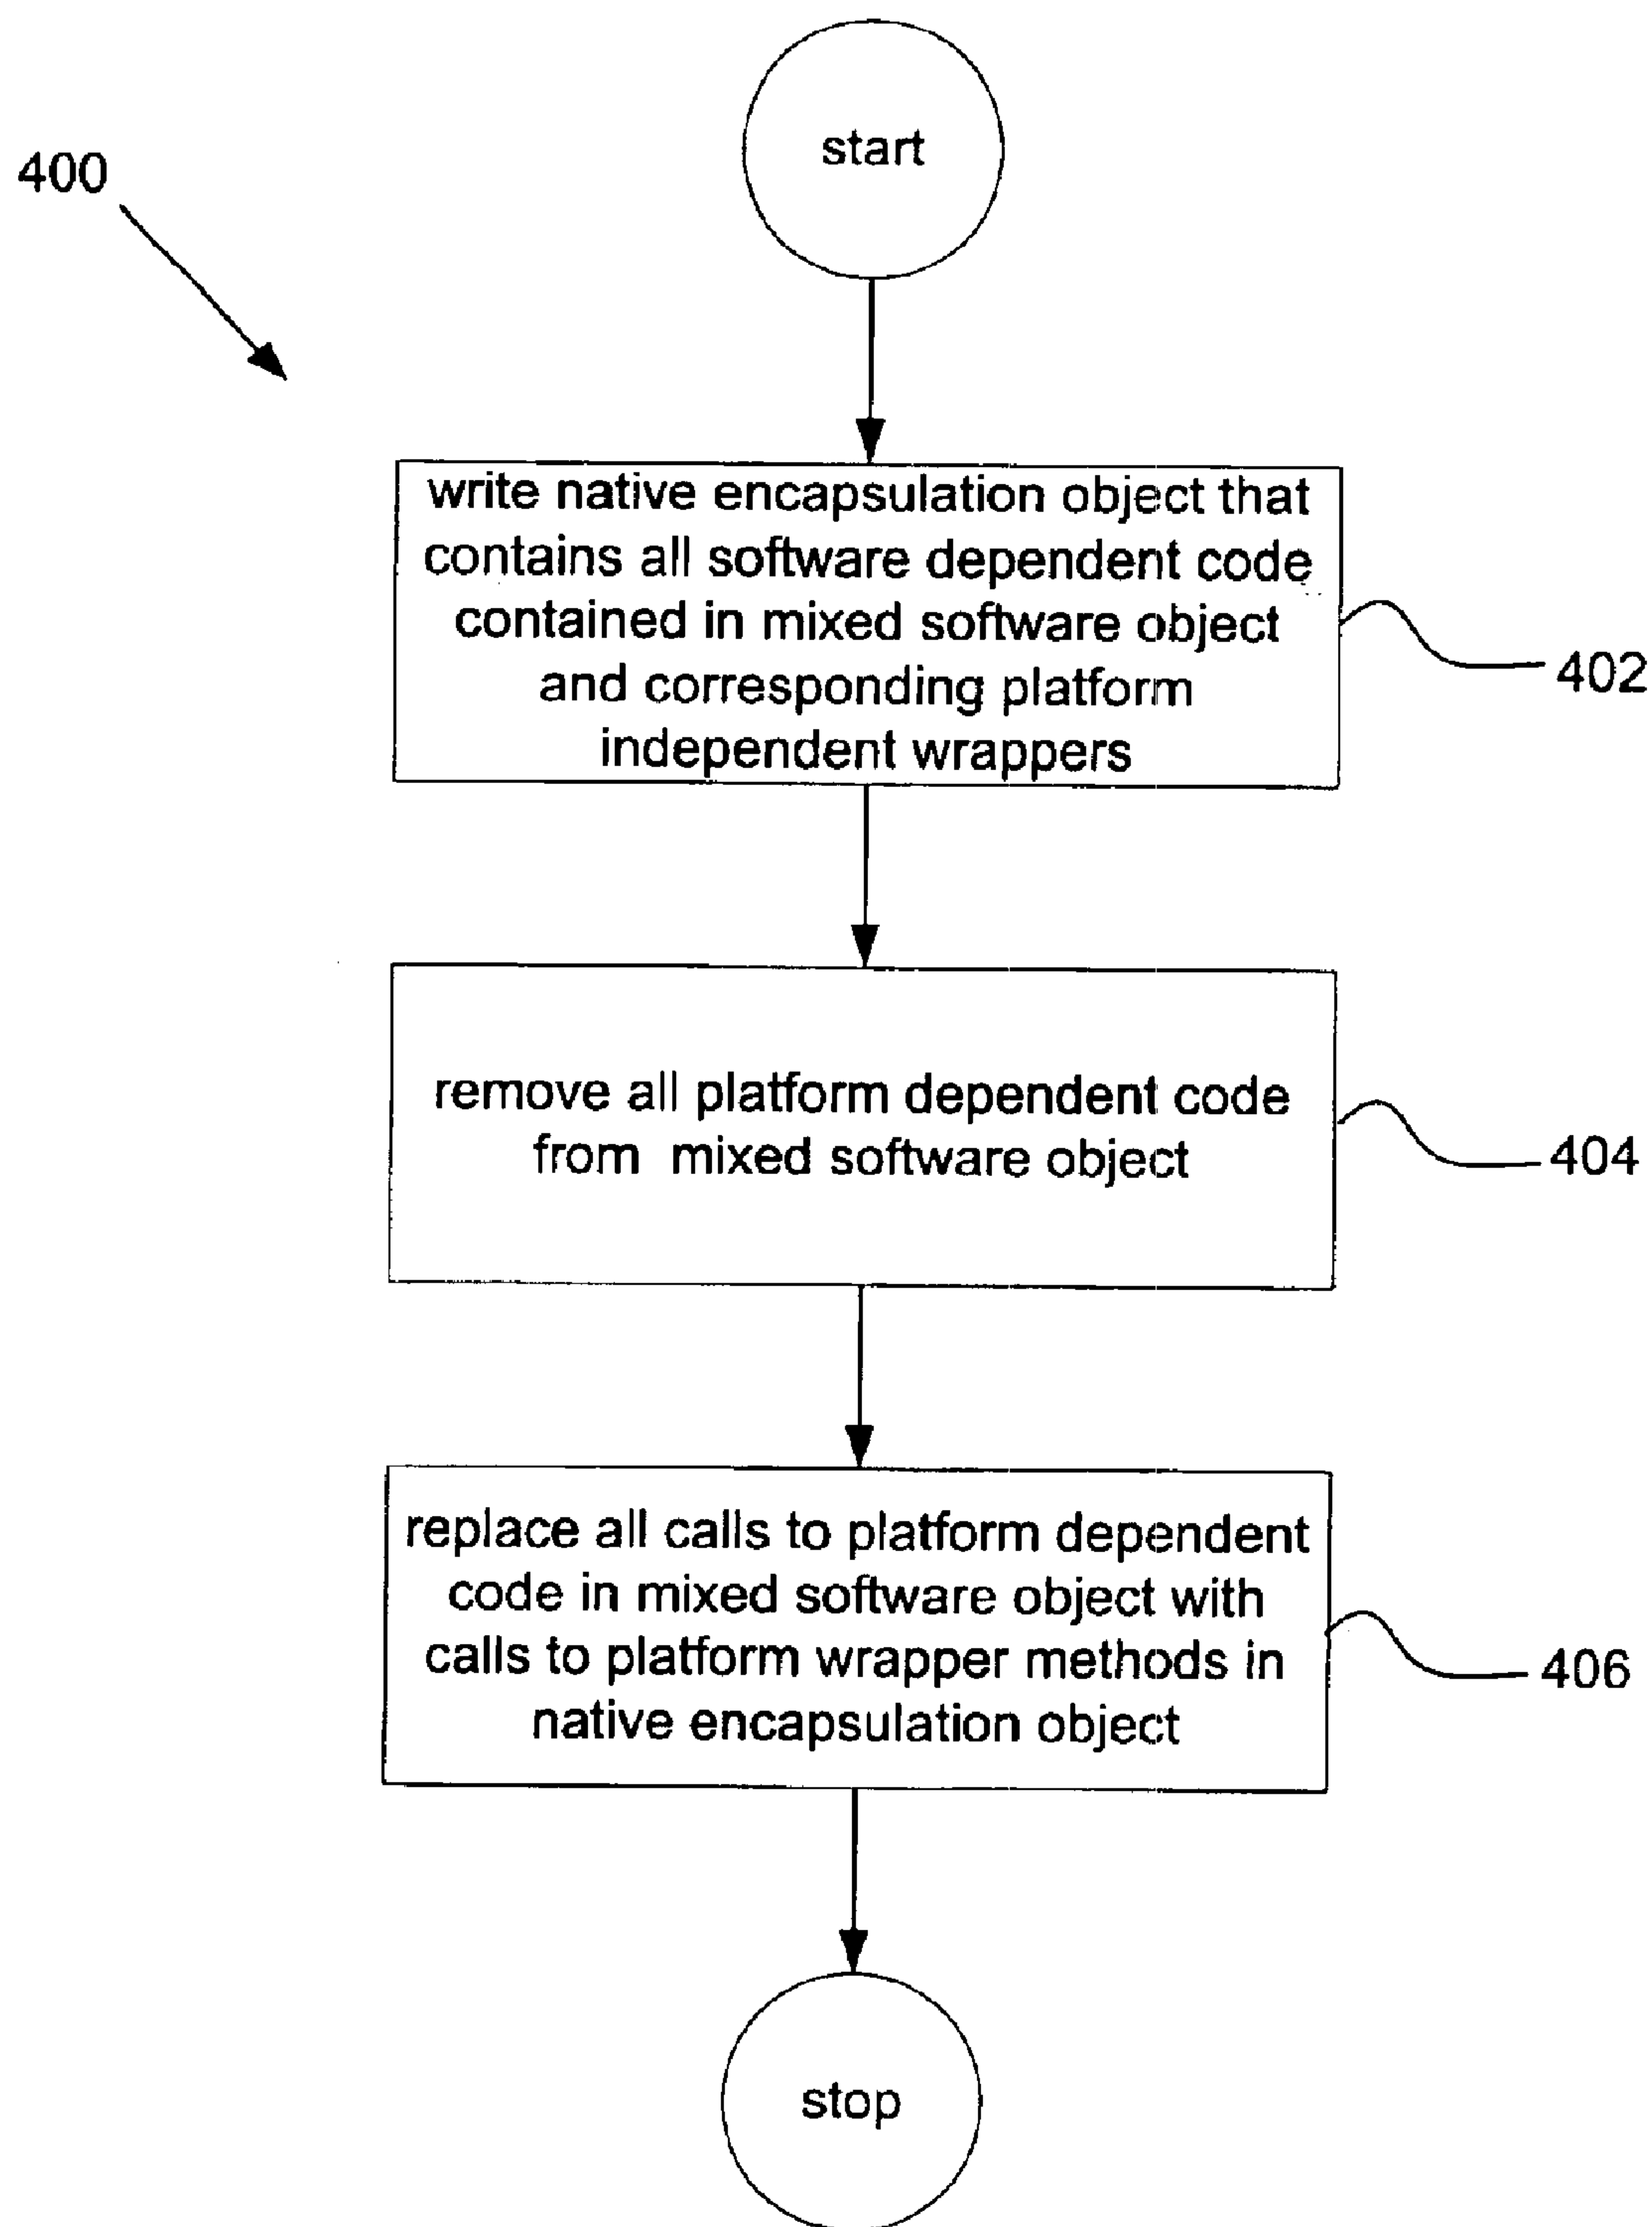 start
400
write native encapsulation object that
contains all software dependent code
contained in mixed software object
and corresponding platform
independent wrappers
402
remove all platform dependent code
from mixed software object
404
replace all calls to platform dependent
code in mixed software object with
calls to platform wrapper methods in
native encapsulation object
406
stop